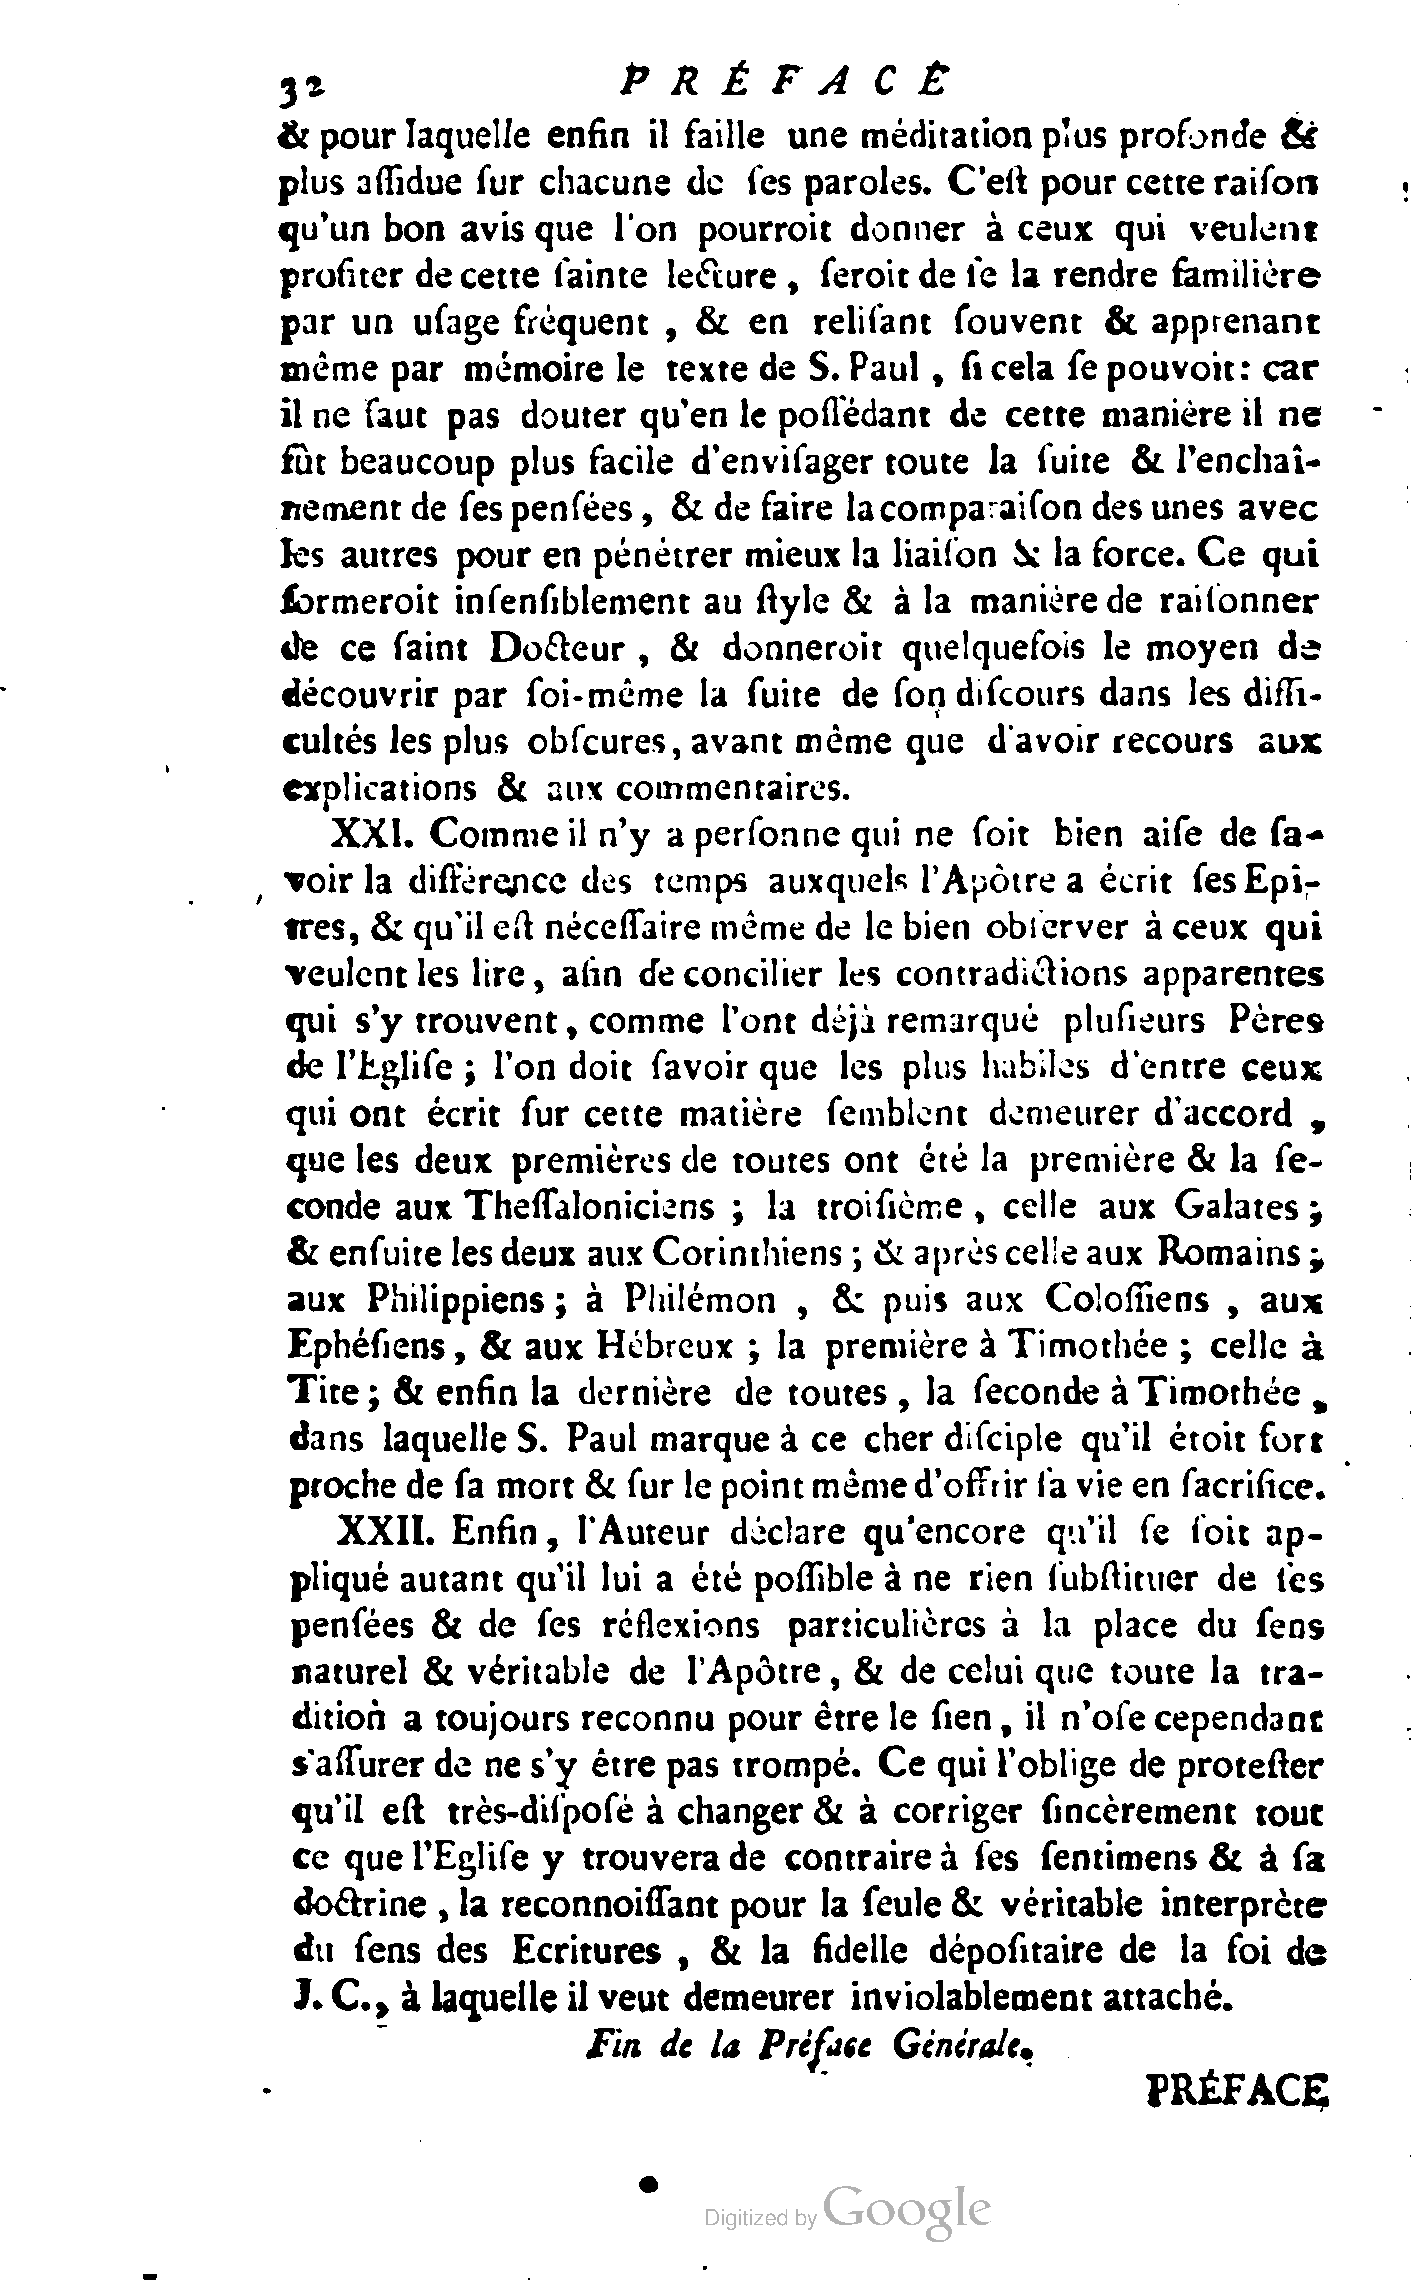 32 PRÉFACE
& pour laquelle enfin il faille une méditation plus profonde &
plus aſſidue ſur chacune de ſes paroles. C'eſt pour cette raiſon
qu'un bon avis que l'on pourroit donner à ceux qui veulent
profiter de cette ſainte lecture, ſeroit de ſe la rendre familière
par un uſage fréquent, & en reliſant ſouvent & apprenant
même par mémoire le texte de S. Paul, ſi cela ſe pouvoit: car
il ne faut pas douter qu'en le poſſédant de cette manière il ne
fût beaucoup plus facile d'enviſager toute la ſuite & l'enchaî-
nement de ſes penſées, & de faire la comparaiſon des unes avec
les autres pour en pénétrer mieux la liaiſon & la force. Ce qui
formeroit inſenſiblement au ſtyle & à la manière de raiſonner
de ce ſaint Docteur, & donneroit quelquefois le moyen de
découvrir par ſoi-même la ſuite de ſon diſcours dans les diffi-
cultés les plus obſcures, avant même que d'avoir recours aux
explications & aux commentaires.
XXI. Comme il n'y a perſonne qui ne ſoit bien aiſe de ſa-
voir la différence des temps auxquels l'Apôtre a écrit ſes Epi-
tres, & qu'il eſt néceſſaire même de le bien obſerver à ceux qui
veulent les lire, afin de concilier les contradictions apparentes
qui s'y trouvent, comme l'ont déjà remarqué pluſieurs Pères
de l'Egliſe; l'on doit ſavoir que les plus habiles d'entre ceux
qui ont écrit ſur cette matière ſemblent demeurer d'accord,
que les deux premières de toutes ont été la première & la ſe-
conde aux Theſſaloniciens; la troiſième, celle aux Galates;
& enſuite les deux aux Corinthiens; & après celle aux Romains;
aux Philippiens; à Philémon, & puis aux Coloſſiens, aux
Ephéſiens, & aux Hébreux; la première à Timothée; celle à
Tite; & enfin la dernière de toutes, la ſeconde à Timothée,
dans laquelle S. Paul marque à ce cher diſciple qu'il étoit fort
proche de ſa mort & ſur le point même d'offrir ſa vie en ſacrifice.
XXII. Enfin, l'Auteur déclare qu'encore qu'il ſe ſoit ap-
pliqué autant qu'il lui a été poſſible à ne rien ſubſtituer de ſes
penſées & de ſes réflexions particulières à la place du ſens
naturel & véritable de l'Apôtre, & de celui que toute la tra-
dition a toujours reconnu pour être le ſien, il n'oſe cependant
s'aſſurer de ne s'y être pas trompé. Ce qui l'oblige de proteſter
qu'il eſt très-diſpoſé à changer & à corriger ſincèrement tout
ce que l'Egliſe y trouvera de contraire à ſes ſentimens & à ſa
doctrine, la reconnoiſſant pour la ſeule & véritable interprète
du ſens des Ecritures, & la fidelle dépoſitaire de la foi de
J. C., à laquelle il veut demeurer inviolablement attaché.
Fin de la Préface Générale.
PRÉFACE
Digitized by Google